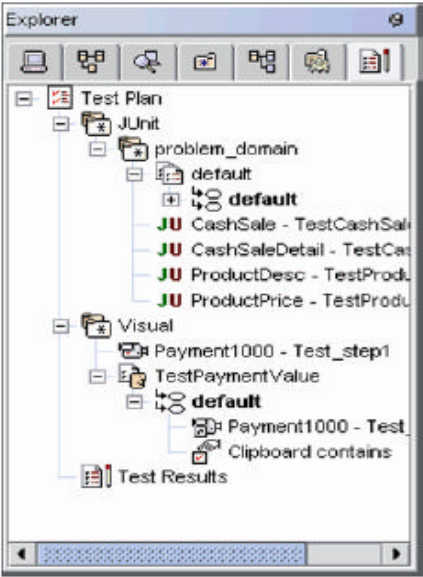 Explorer
Test Plan
JUnit
problem_domain
default
default
JU CashSale - TestCashSal
JU CashSaleDetail - TestCas
JU ProductDesc - TestProdu
JU ProductPrice - TestProdu
Visual
Payment1000 - Test_step1
TestPaymentValue
default
Payment1000 - Test_
Clipboard contains
Test Results